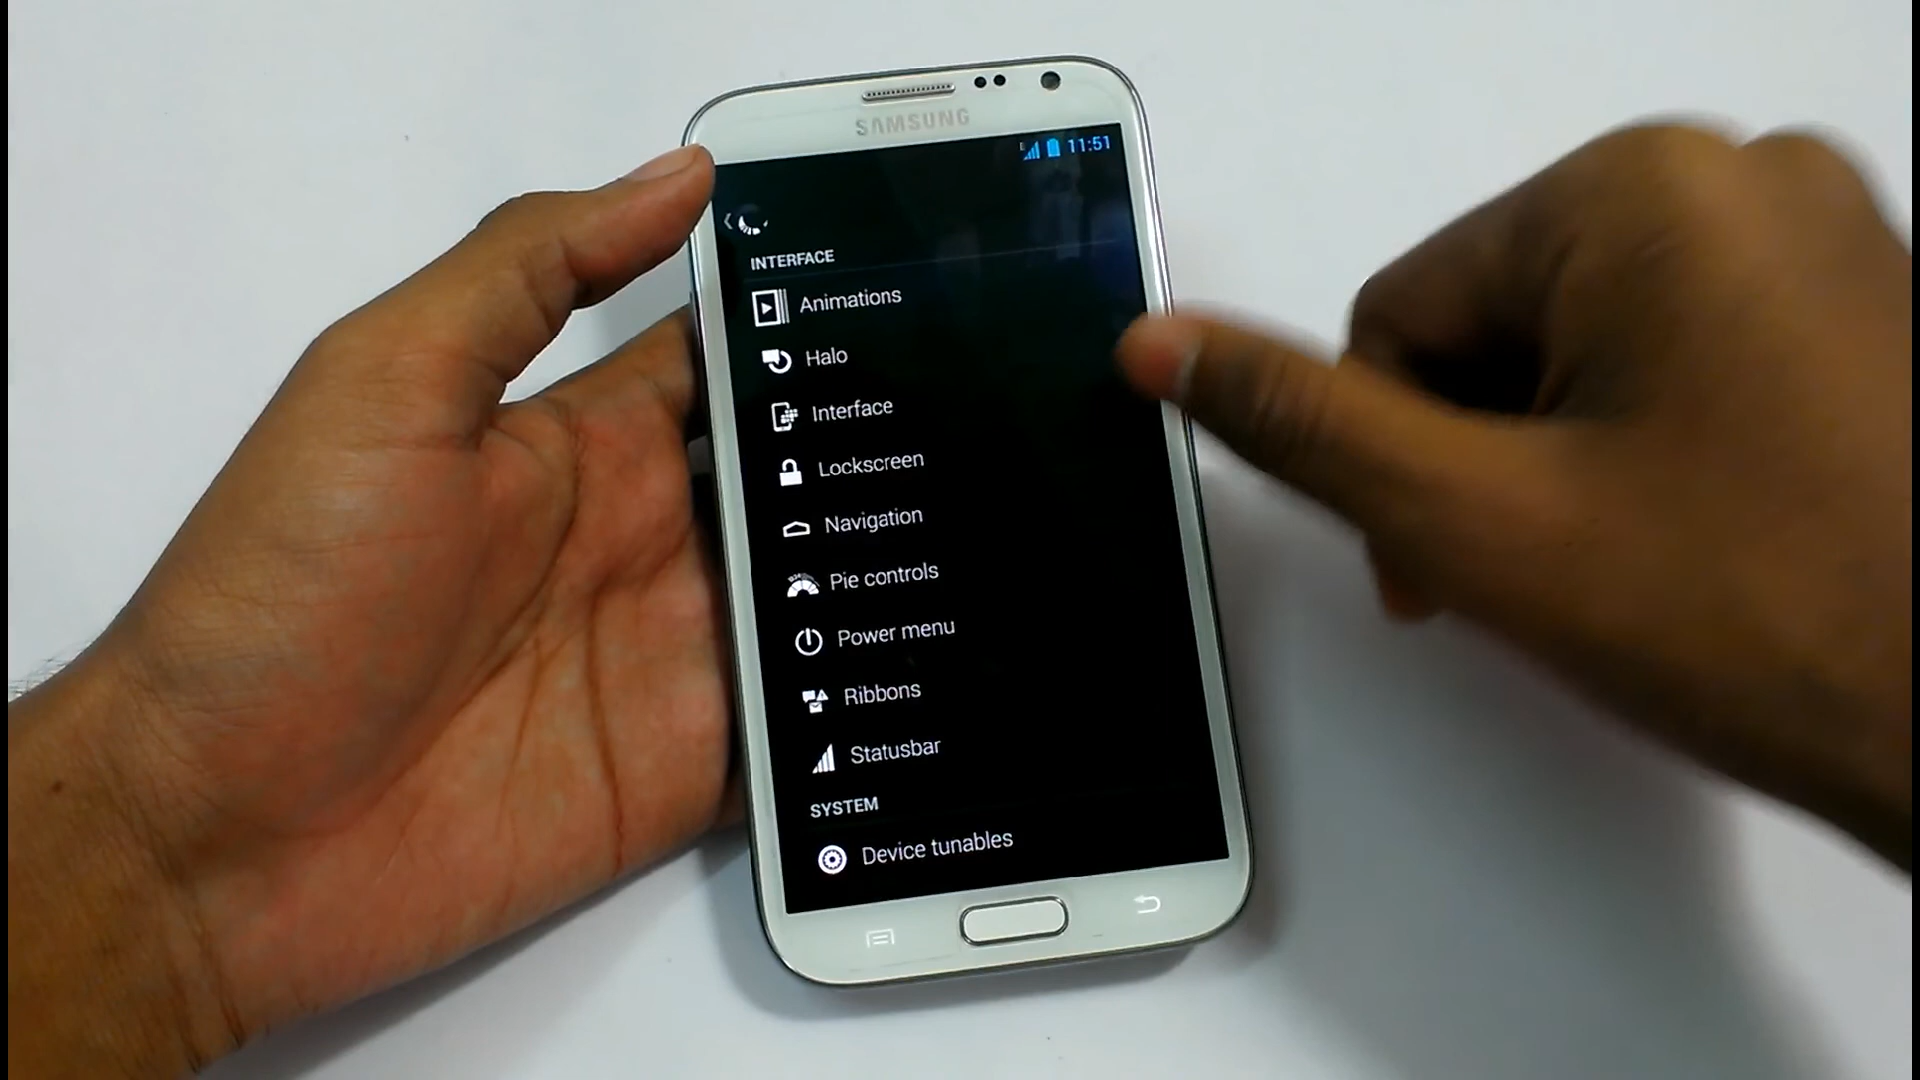 SAMSUNG
11:51
INTERFACE
Animations
Halo
Interface
Lockscreen
Navigation
Pie controls
Power menu
Ribbons
Statusbar
SYSTEM
Device tunables